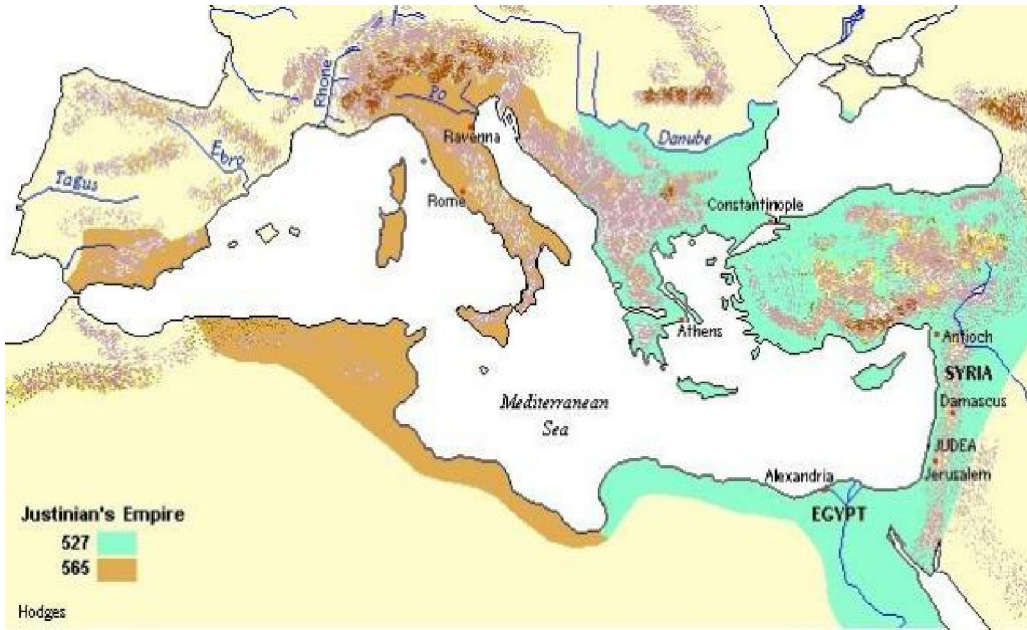 Rhone
Po
Ravenna
Danube
Ebro
Tagus
Rome
Constantinople
Athens
Antioch
SYRIA
Damascus
Mediterranean
Sea
JUDEA
Jerusalem
Alexandria
EGYPT
Justinian's Empire
527
565
Hodges